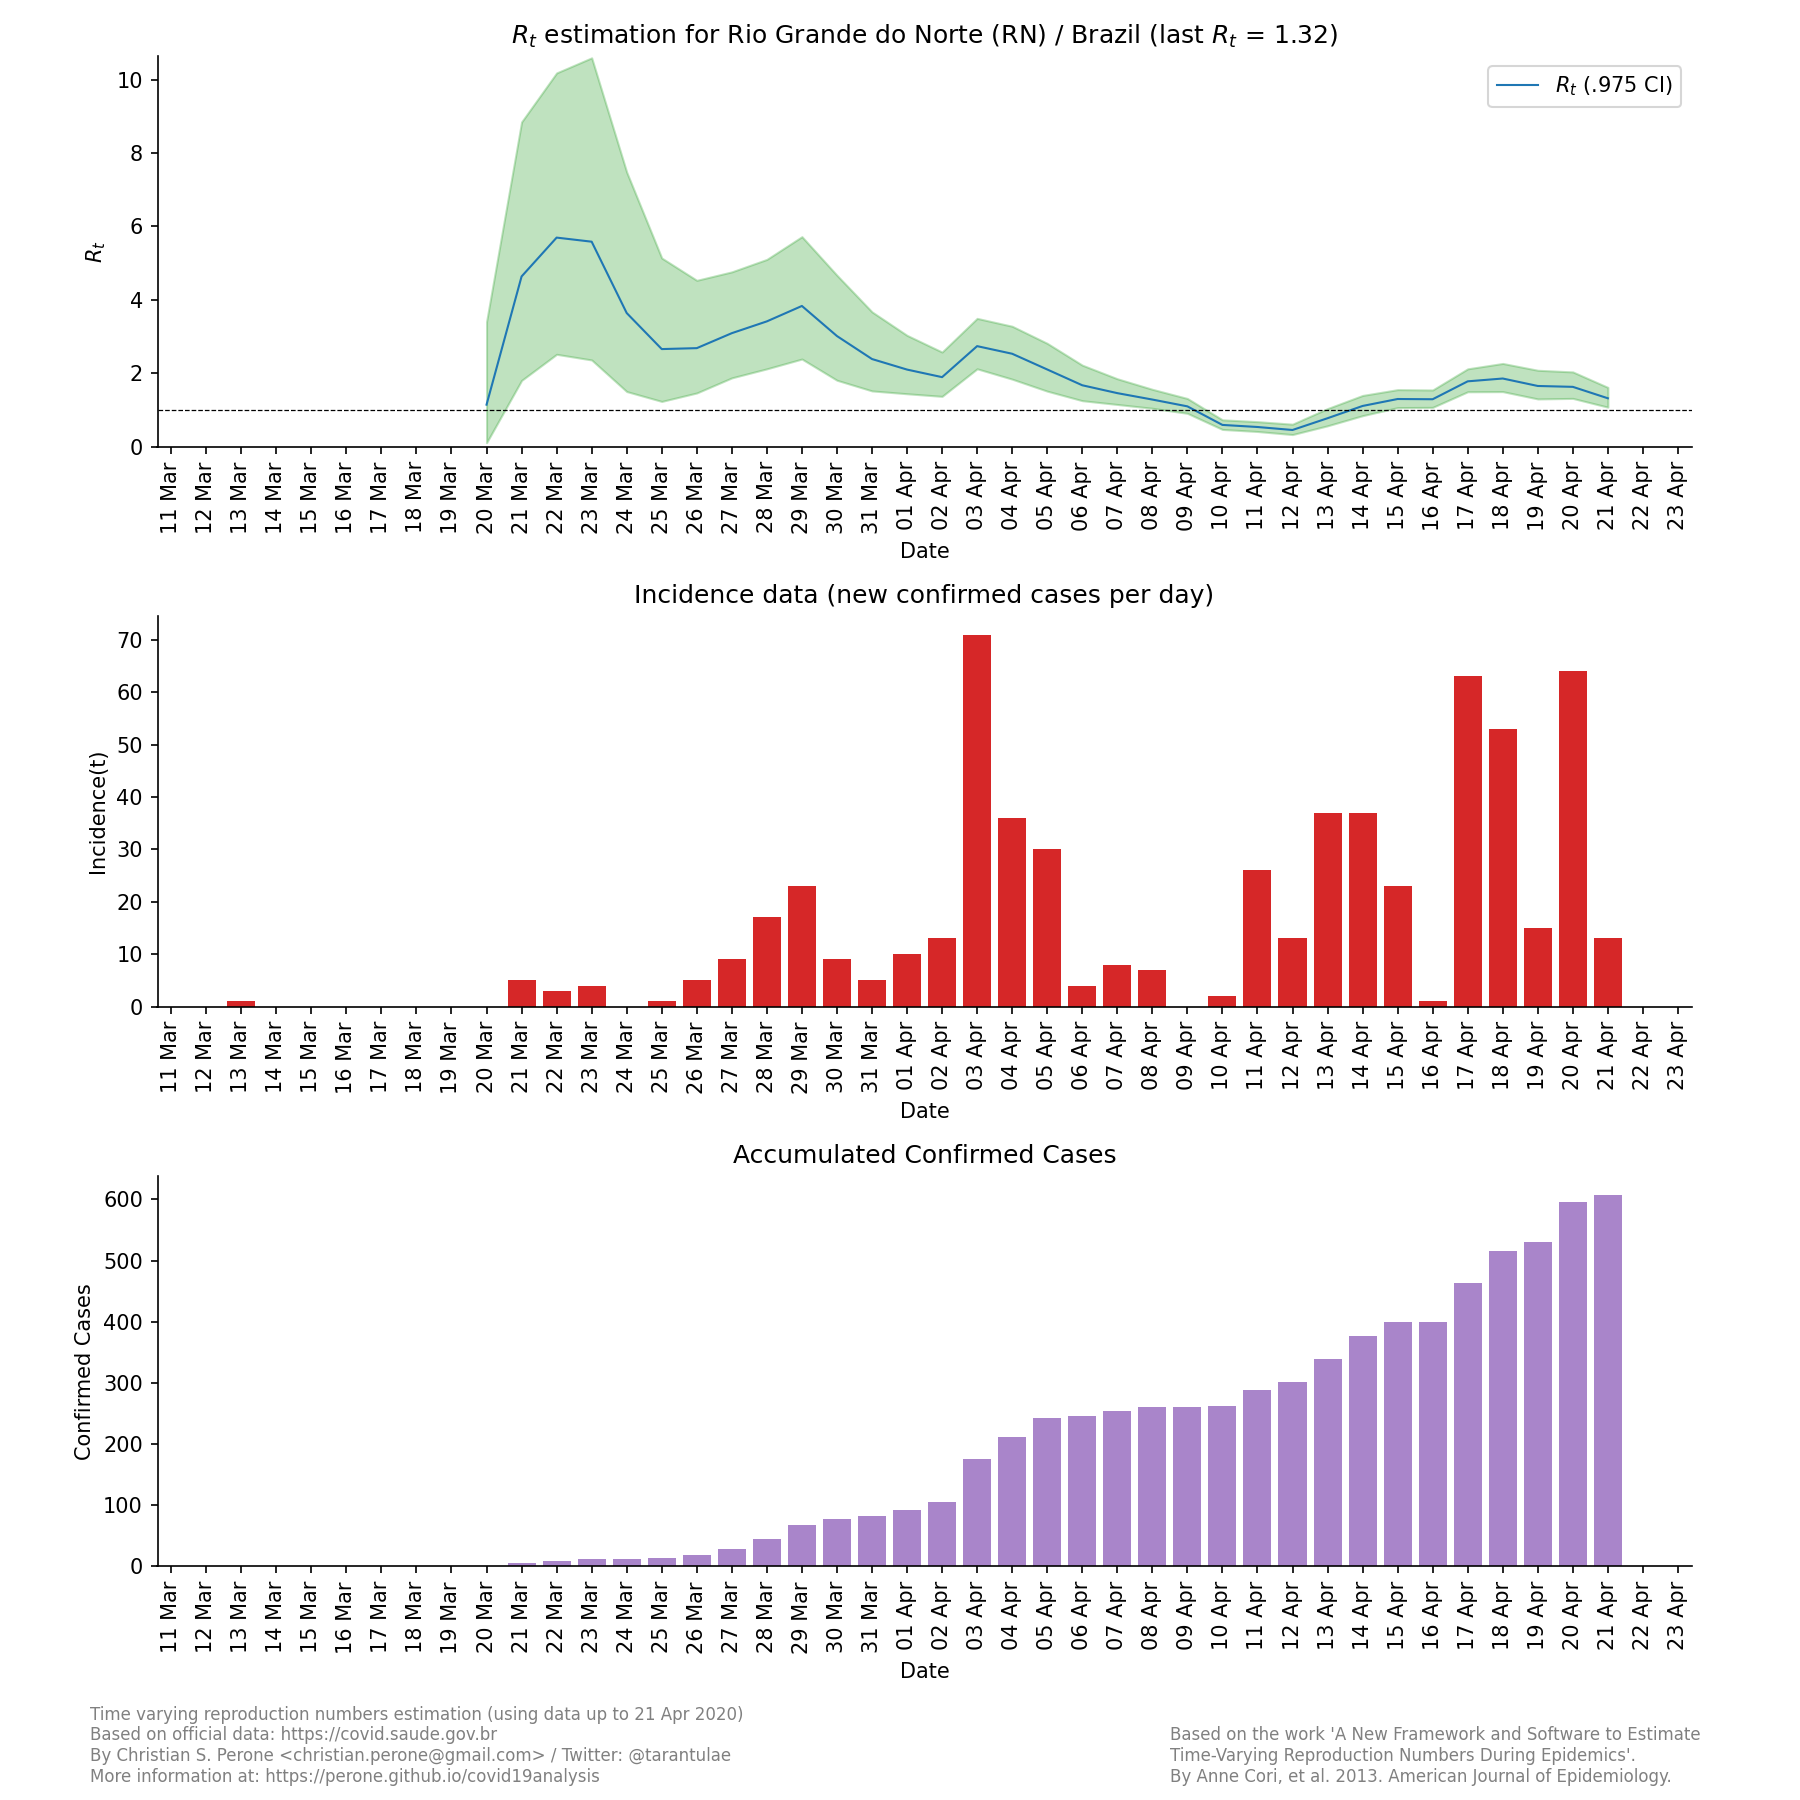 R_t estimation for Rio Grande do Norte (RN) / Brazil (last R_t = 1.32)
R_t (.975 CI)
10
8
6
4
2
0
R_t
11 Mar 12 Mar 13 Mar 14 Mar 15 Mar 16 Mar 17 Mar 18 Mar 19 Mar 20 Mar 21 Mar 22 Mar 23 Mar 24 Mar 25 Mar 26 Mar 27 Mar 28 Mar 29 Mar 30 Mar 31 Mar 01 Apr 02 Apr 03 Apr 04 Apr 05 Apr 06 Apr 07 Apr 08 Apr 09 Apr 10 Apr 11 Apr 12 Apr 13 Apr 14 Apr 15 Apr 16 Apr 17 Apr 18 Apr 19 Apr 20 Apr 21 Apr 22 Apr 23 Apr
Date
Incidence data (new confirmed cases per day)
70
60
50
40
30
20
10
0
Incidence(t)
11 Mar 12 Mar 13 Mar 14 Mar 15 Mar 16 Mar 17 Mar 18 Mar 19 Mar 20 Mar 21 Mar 22 Mar 23 Mar 24 Mar 25 Mar 26 Mar 27 Mar 28 Mar 29 Mar 30 Mar 31 Mar 01 Apr 02 Apr 03 Apr 04 Apr 05 Apr 06 Apr 07 Apr 08 Apr 09 Apr 10 Apr 11 Apr 12 Apr 13 Apr 14 Apr 15 Apr 16 Apr 17 Apr 18 Apr 19 Apr 20 Apr 21 Apr 22 Apr 23 Apr
Date
Accumulated Confirmed Cases
600
500
400
300
200
100
0
Confirmed Cases
11 Mar 12 Mar 13 Mar 14 Mar 15 Mar 16 Mar 17 Mar 18 Mar 19 Mar 20 Mar 21 Mar 22 Mar 23 Mar 24 Mar 25 Mar 26 Mar 27 Mar 28 Mar 29 Mar 30 Mar 31 Mar 01 Apr 02 Apr 03 Apr 04 Apr 05 Apr 06 Apr 07 Apr 08 Apr 09 Apr 10 Apr 11 Apr 12 Apr 13 Apr 14 Apr 15 Apr 16 Apr 17 Apr 18 Apr 19 Apr 20 Apr 21 Apr 22 Apr 23 Apr
Date
Time varying reproduction numbers estimation (using data up to 21 Apr 2020)
Based on official data: https://covid.saude.gov.br
By Christian S. Perone <christian.perone@gmail.com> / Twitter: @tarantulae
More information at: https://perone.github.io/covid19analysis
Based on the work 'A New Framework and Software to Estimate
Time-Varying Reproduction Numbers During Epidemics'.
By Anne Cori, et al. 2013. American Journal of Epidemiology.